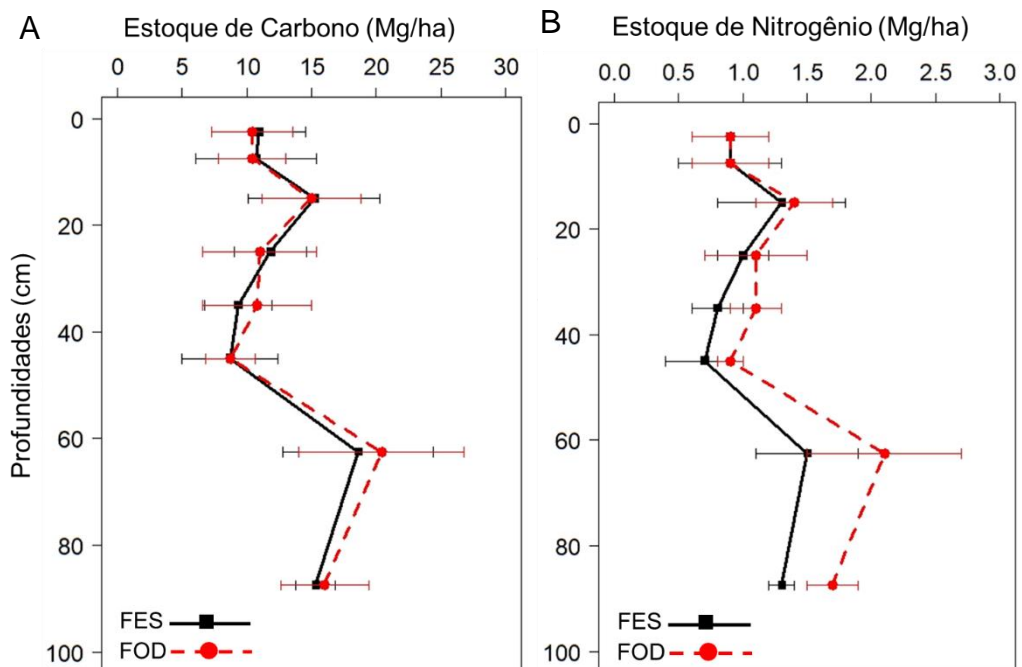 A
Estoque de Carbono (Mg/ha)
0 5 10 15 20 25 30
Profundidades (cm)
0
20
40
60
80
100
FES
FOD
B
Estoque de Nitrogênio (Mg/ha)
0.0 0.5 1.0 1.5 2.0 2.5 3.0
0
20
40
60
80
100
FES
FOD